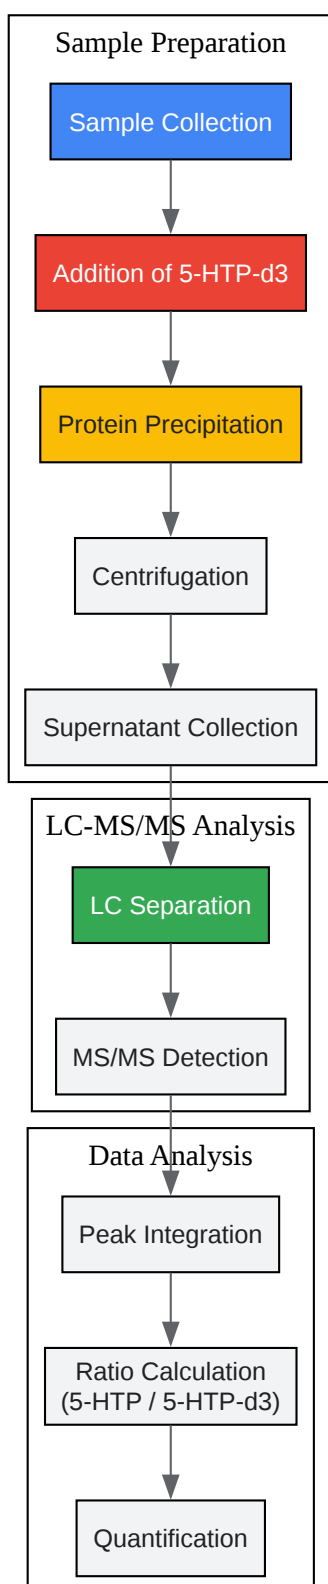 Sample Preparation
Sample Collection
Addition of 5-HTP-d3
Protein Precipitation
Centrifugation
Supernatant Collection
LC-MS/MS Analysis
LC Separation
MS/MS Detection
Data Analysis
Peak Integration
Ratio Calculation
(5-HTP / 5-HTP-d3)
Quantification